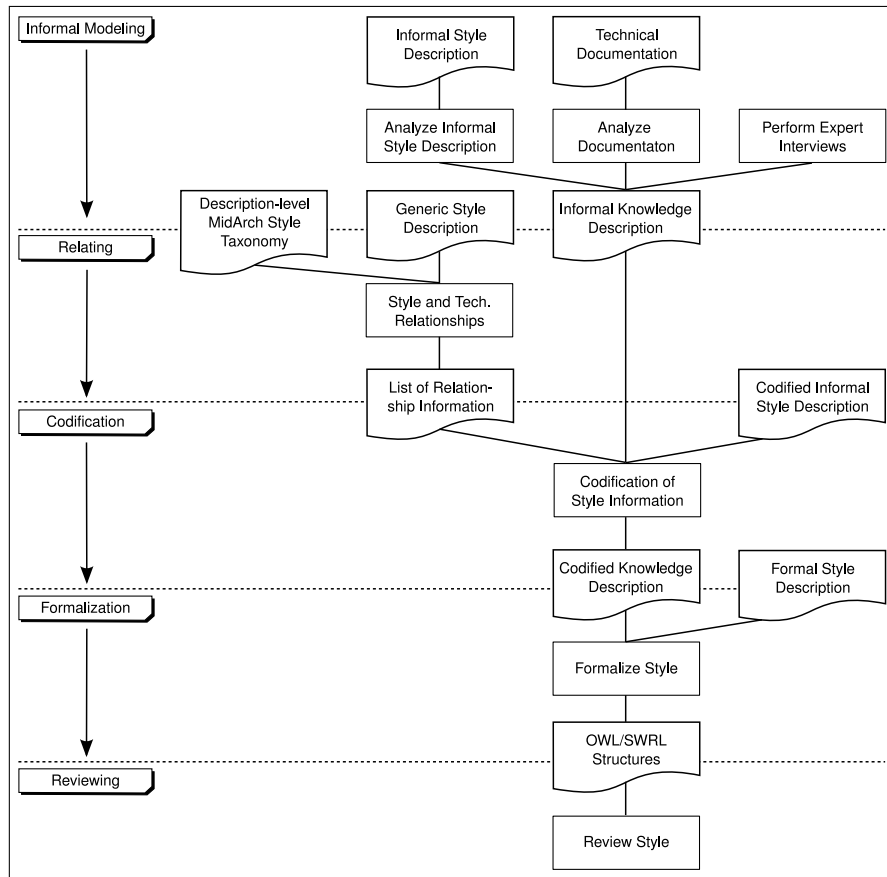 Informal Modeling
Informal Style
Description
Technical
Documentation
Analyze Informal
Style Description
Analyze
Documentaton
Perform Expert
Interviews
Description-level
MidArch Style
Taxonomy
Generic Style
Description
Informal Knowledge
Description
Relating
Style and Tech.
Relationships
List of Relation-
ship Information
Codified Informal
Style Description
Codification
Codification of
Style Information
Codified Knowledge
Description
Formal Style
Description
Formalization
Formalize Style
OWL/SWRL
Structures
Reviewing
Review Style